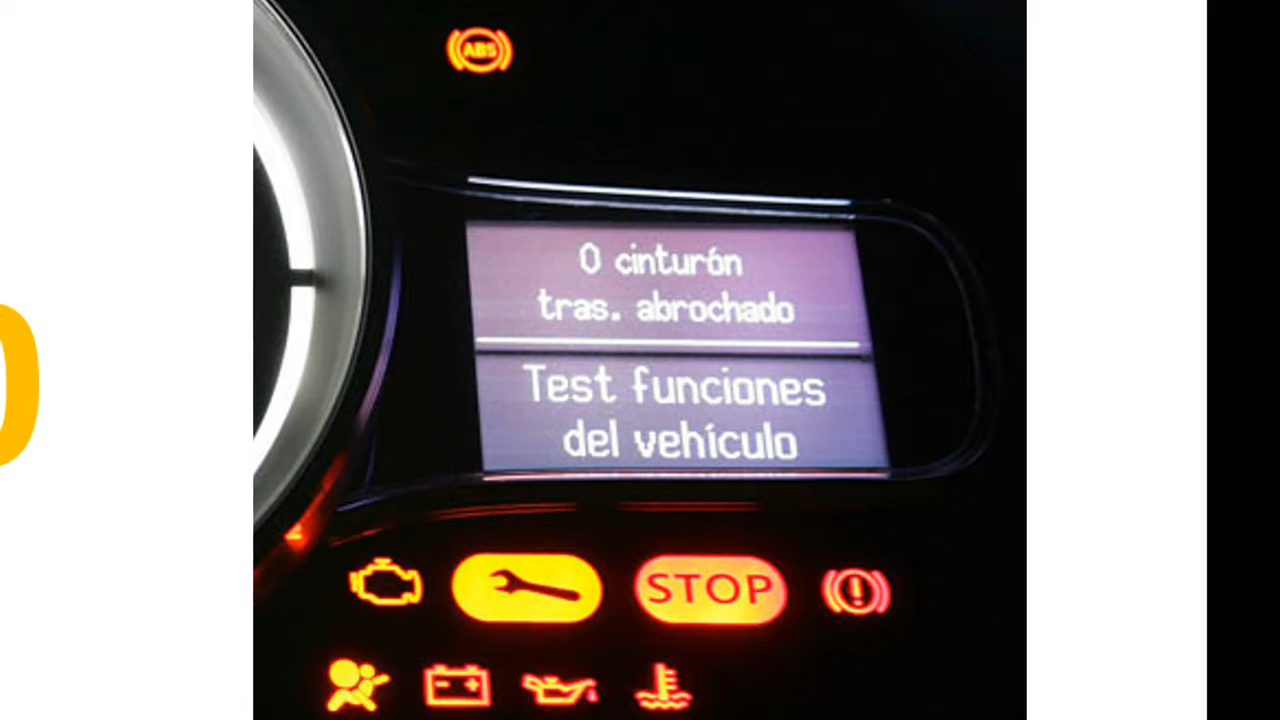 ABS
0 cinturón
tras. abrochado
Test funciones
del vehículo
STOP